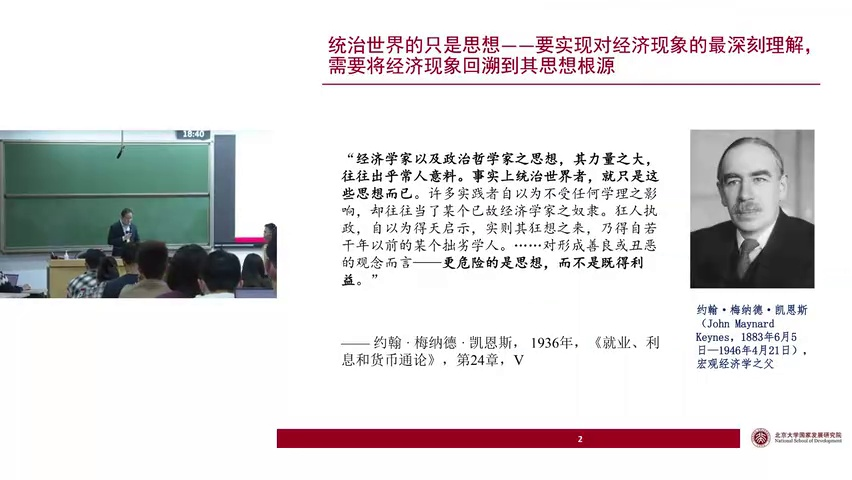 统治世界的只是思想——要实现对经济现象的最深刻理解，
需要将经济现象回溯到其思想根源
18:40
“经济学家以及政治哲学家之思想，其力量之大，
往往出乎常人意料。事实上统治世界者，就只是这
些思想而已。许多实践者自以为不受任何学理之影
响，却往往当了某个已故经济学家之奴隶。狂人执
政，自以为得天启示，实则其狂想之来，乃得自若
干年以前的某个拙劣学人。……对形成善良或丑恶
的观念而言——更危险的是思想，而不是既得利
益。”
—— 约翰·梅纳德·凯恩斯， 1936年，《就业、利
息和货币通论》，第24章，V
约翰·梅纳德·凯恩斯
（John Maynard
Keynes，1883年6月5
日—1946年4月21日），
宏观经济学之父
2
北京大学国家发展研究院
National School of Development